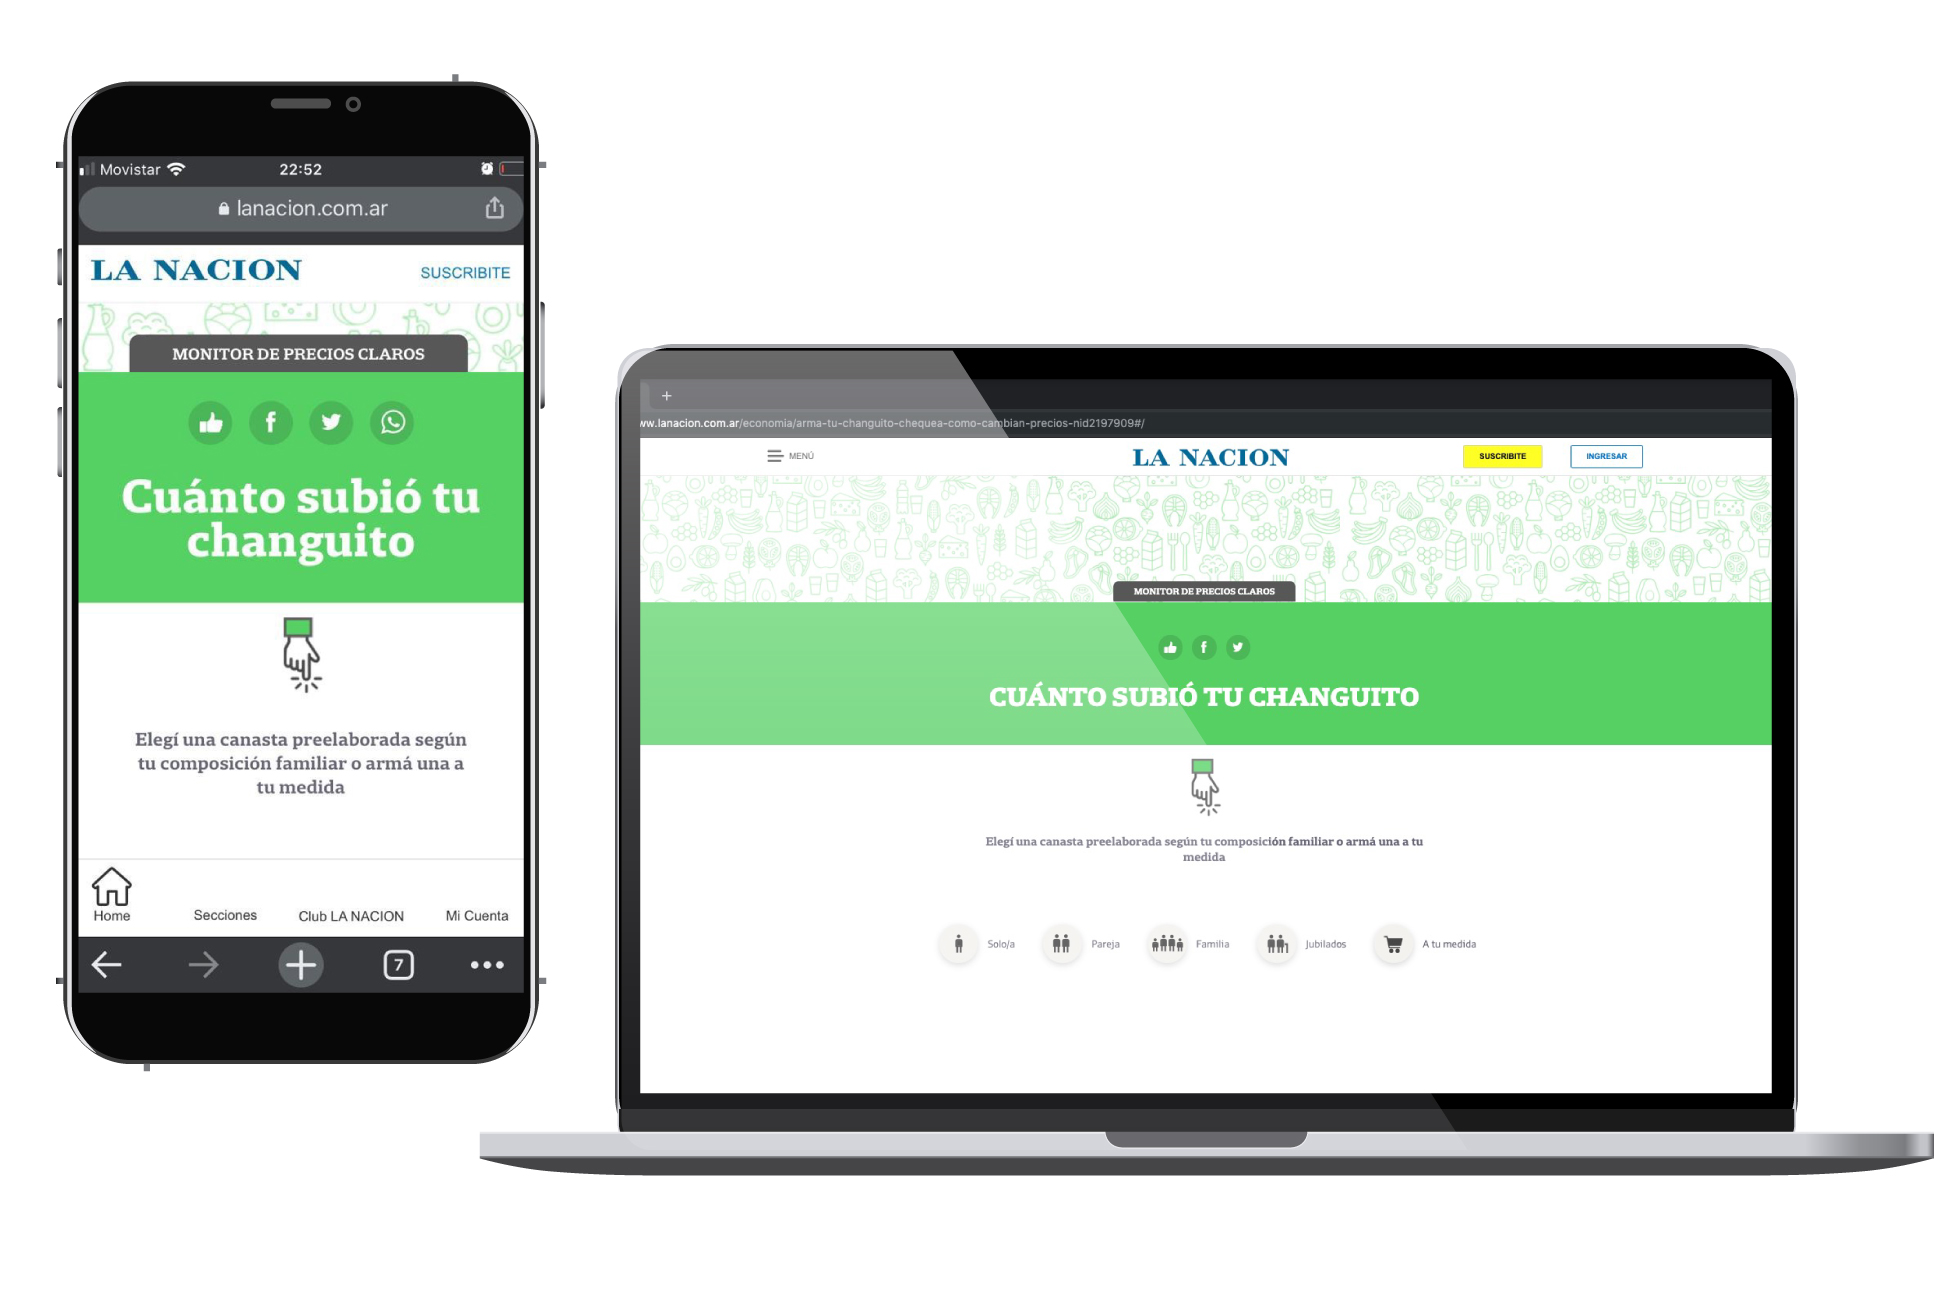 Movistar
22:52
lanacion.com.ar
LA NACION
SUSCRIBITE
MONITOR DE PRECIOS CLAROS
f
Cuánto subió tu
changuito
Elegí una canasta preelaborada según
tu composición familiar o armá una a
tu medida
Home
Secciones
Club LA NACION
Mi Cuenta
7
+
ww.lanacion.com.ar/economia/arma-tu-changuito-chequea-como-cambian-precios-nid2197909#/
MENÚ
LA NACION
SUSCRIBITE
INGRESAR
MONITOR DE PRECIOS CLAROS
f
CUÁNTO SUBIÓ TU CHANGUITO
Elegí una canasta preelaborada según tu composición familiar o armá una a tu
medida
Solo/a
Pareja
Familia
Jubilados
A tu medida